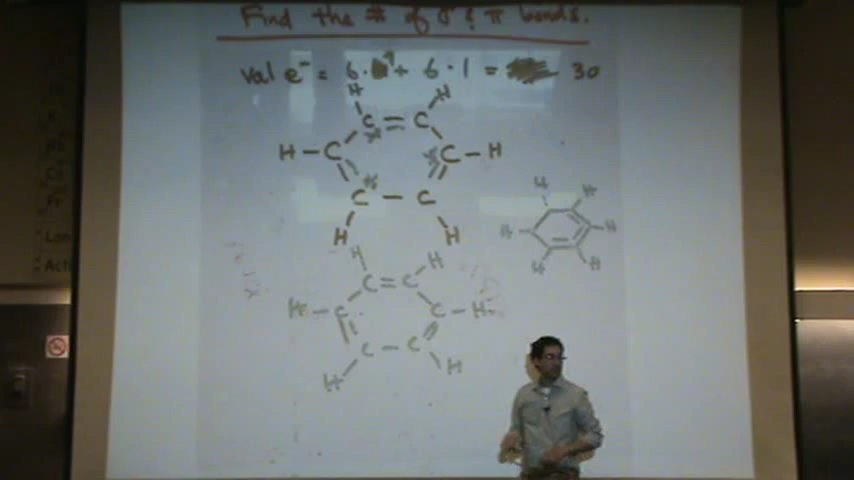 Find the # of σ & π bonds.
val e⁻ = 6 · 4 + 6 · 1 = 30
H H
C = C
H - C C - H
C - C
H H
H H
H H
H H
H H
H H
C = C
H - C C - H
C - C
H H